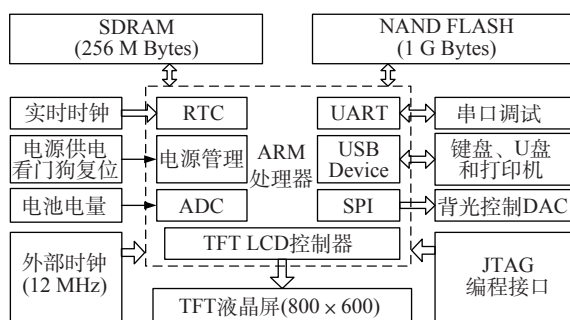 SDRAM
(256 M Bytes)
NAND FLASH
(1 G Bytes)
实时时钟
RTC
UART
串口调试
电源供电
看门狗复位
电源管理
ARM
处理器
USB
Device
键盘、U盘
和打印机
电池电量
ADC
SPI
背光控制DAC
外部时钟
(12 MHz)
TFT LCD控制器
JTAG
编程接口
TFT液晶屏(800 × 600)